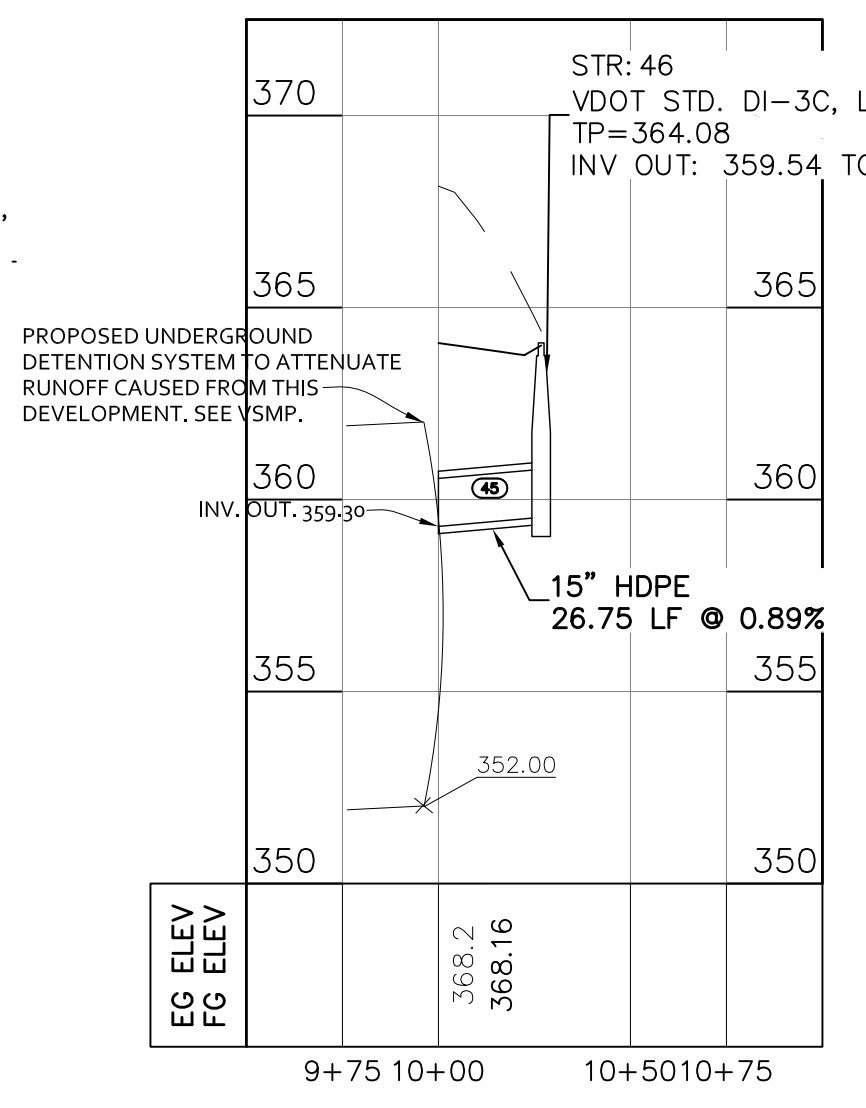 370
STR: 46
VDOT STD. DI-3C, L
TP=364.08
INV OUT: 359.54 TO
365
365
PROPOSED UNDERGROUND
DETENTION SYSTEM TO ATTENUATE
RUNOFF CAUSED FROM THIS
DEVELOPMENT. SEE VSMP.
360
45
360
INV. OUT. 359.30
15" HDPE
26.75 LF @ 0.89%
355
355
352.00
350
350
EG ELEV
FG ELEV
368.2
368.16
9+75 10+00 10+50 10+75